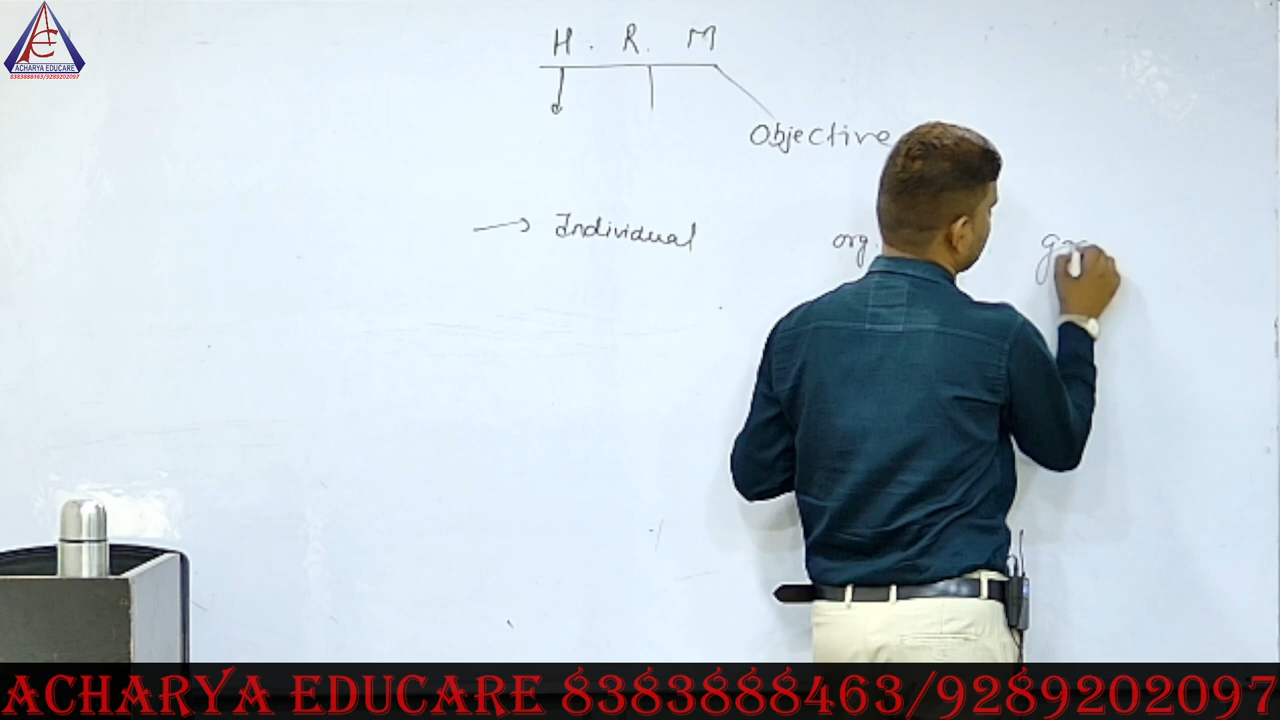 ACHARYA EDUCARE
8383888463/9289202097
H. R. M
Objective
→ Individual org.
ACHARYA EDUCARE 8383888463/9289202097